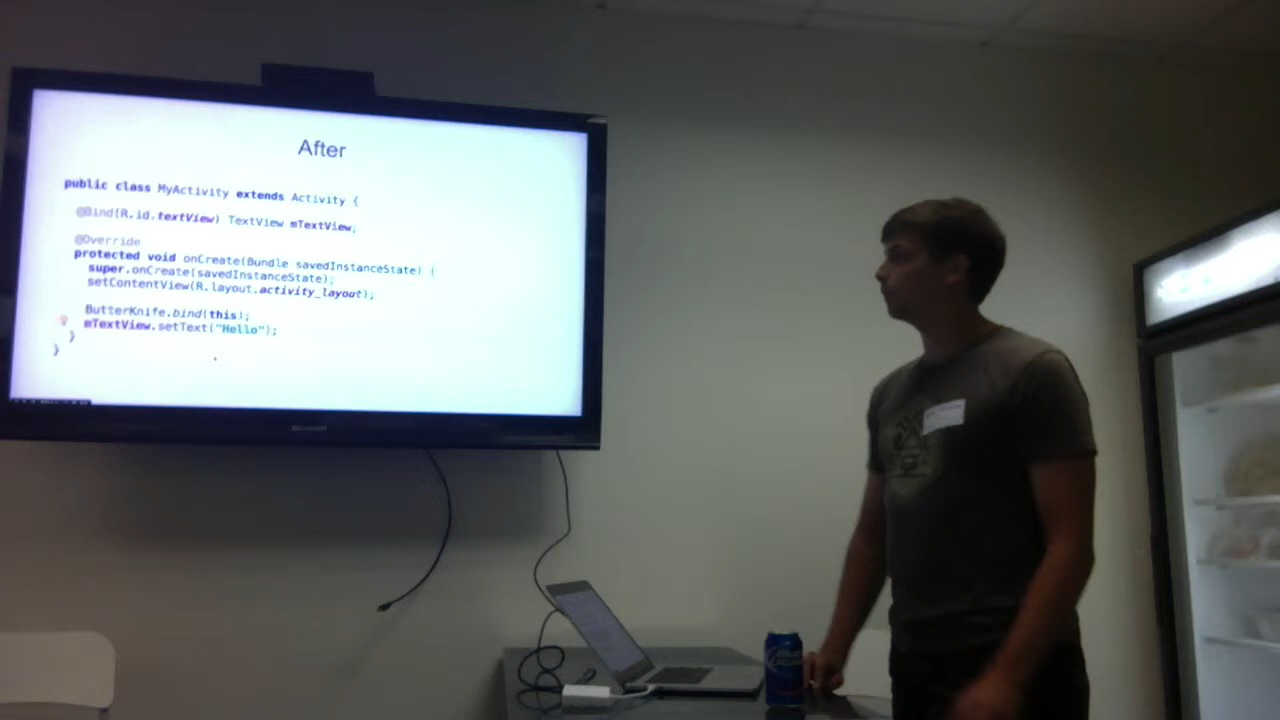 After
public class MyActivity extends Activity {
@Bind(R.id.textView) TextView mTextView;
@Override
protected void onCreate(Bundle savedInstanceState) {
super.onCreate(savedInstanceState);
setContentView(R.layout.activity_layout);
ButterKnife.bind(this);
mTextView.setText("Hello");
}
}